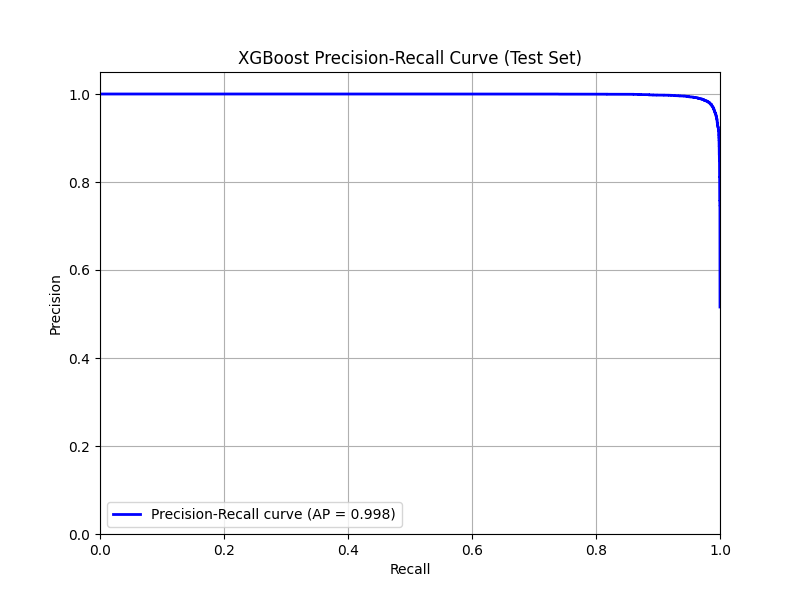 XGBoost Precision-Recall Curve (Test Set)
1.0
0.8
0.6
0.4
0.2
0.0
Precision
Precision-Recall curve (AP = 0.998)
0.0 0.2 0.4 0.6 0.8 1.0
Recall